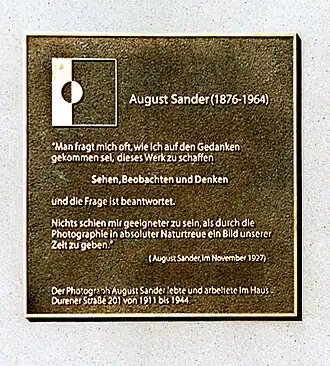 August Sander (1876-1964)
"Man fragt mich oft, wie ich auf den Gedanken
gekommen sei, dieses Werk zu schaffen
Sehen, Beobachten und Denken
und die Frage ist beantwortet.
Nichts schien mir geeigneter zu sein, als durch die
Photographie in absoluter Naturtreue ein Bild unserer
Zeit zu geben."
( August Sander, im November 1927)
Der Photograph August Sander lebte und arbeitete im Haus
Dürener Straße 201 von 1911 bis 1944.